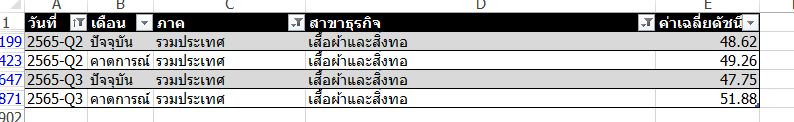 A B C D E
1 วันที่ เดือน ภาค สาขาธุรกิจ ค่าเฉลี่ยดัชนี
199 2565-Q2 ปัจจุบัน รวมประเทศ เสื้อผ้าและสิ่งทอ 48.62
423 2565-Q2 คาดการณ์ รวมประเทศ เสื้อผ้าและสิ่งทอ 49.26
647 2565-Q3 ปัจจุบัน รวมประเทศ เสื้อผ้าและสิ่งทอ 47.75
871 2565-Q3 คาดการณ์ รวมประเทศ เสื้อผ้าและสิ่งทอ 51.88
902